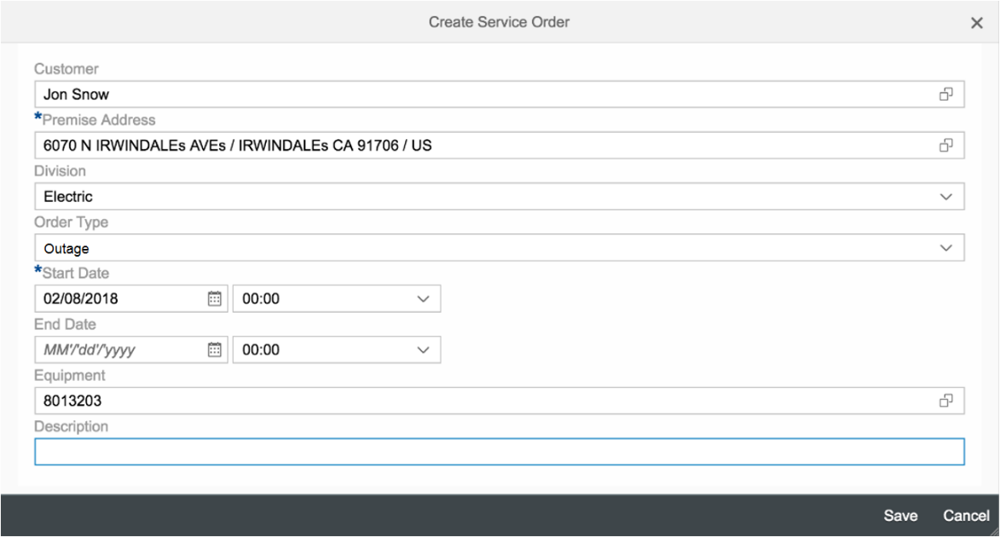 Create Service Order
Customer
Jon Snow
*Premise Address
6070 N IRWINDALEs AVEs / IRWINDALEs CA 91706 / US
Division
Electric
Order Type
Outage
*Start Date
02/08/2018 00:00
End Date
MM'/'dd'/'yyyy 00:00
Equipment
8013203
Description
Save Cancel